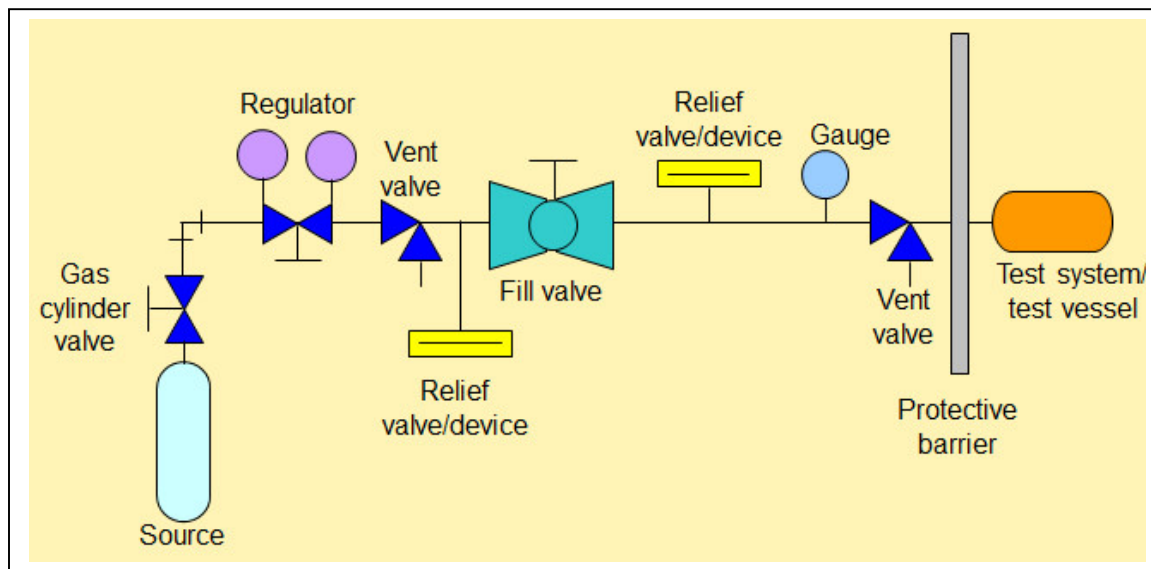 Regulator
Vent
valve
Relief
valve/device
Gauge
Gas
cylinder
valve
Fill valve
Test system/
test vessel
Vent
valve
Relief
valve/device
Protective
barrier
Source